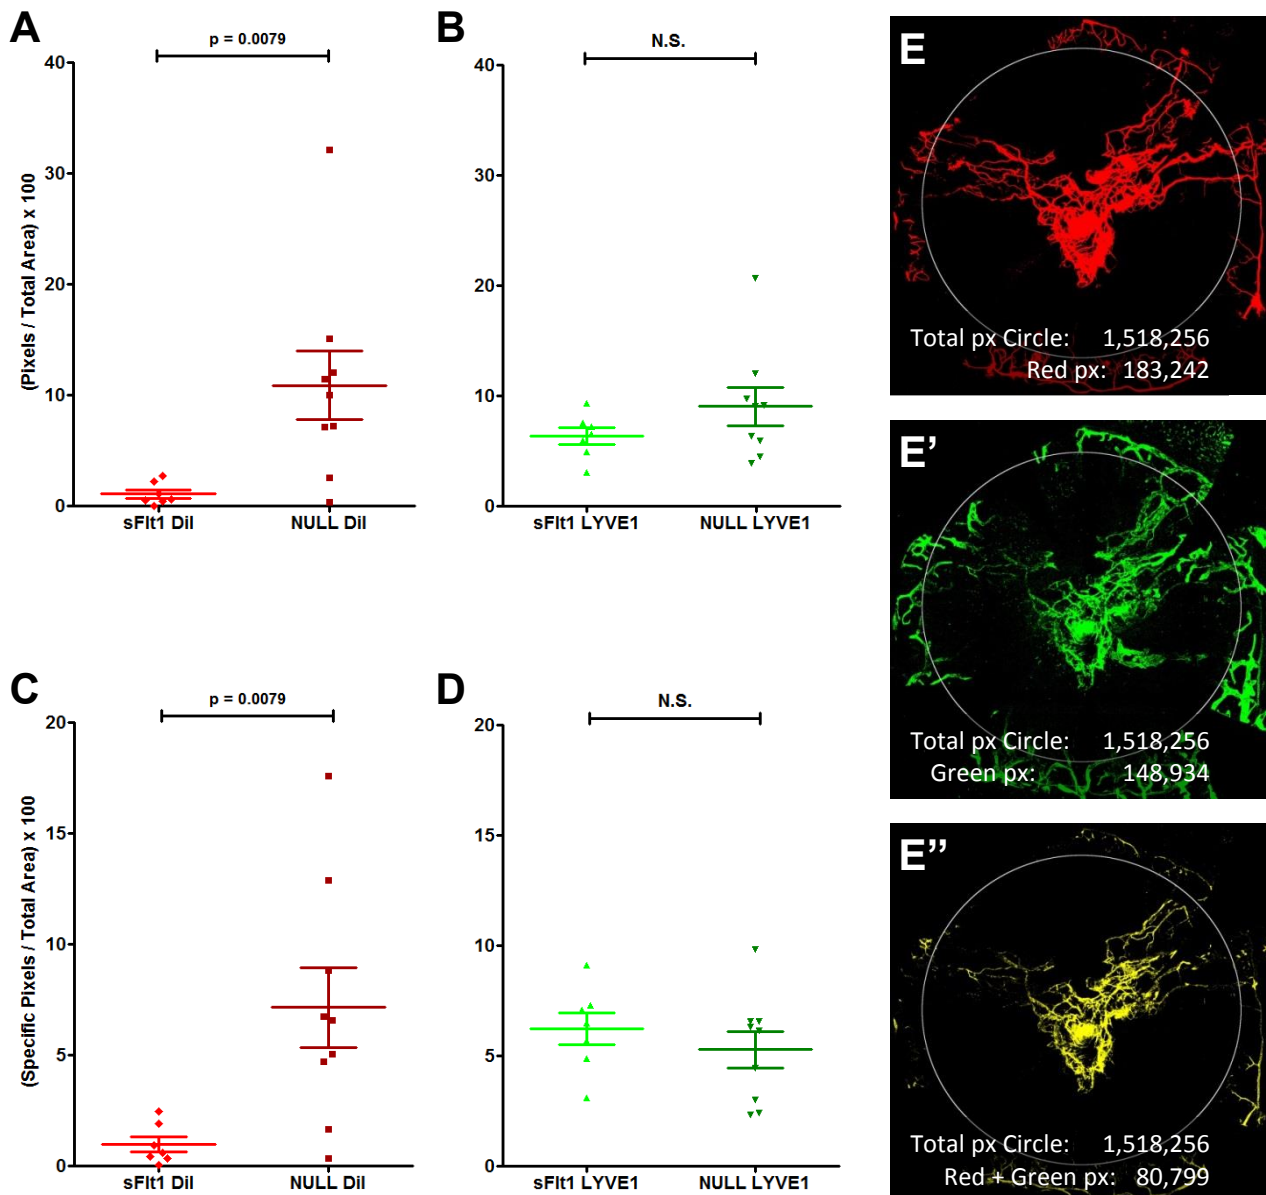 A
p = 0.0079
(Pixels / Total Area) x 100
40
30
20
10
0
sFlt1 DiI
NULL DiI
B
N.S.
40
30
20
10
0
sFlt1 LYVE1
NULL LYVE1
C
p = 0.0079
(Specific Pixels / Total Area) x 100
20
15
10
5
0
sFlt1 DiI
NULL DiI
D
N.S.
20
15
10
5
0
sFlt1 LYVE1
NULL LYVE1
E
Total px Circle: 1,518,256
Red px: 183,242
E’
Total px Circle: 1,518,256
Green px: 148,934
E”
Total px Circle: 1,518,256
Red + Green px: 80,799